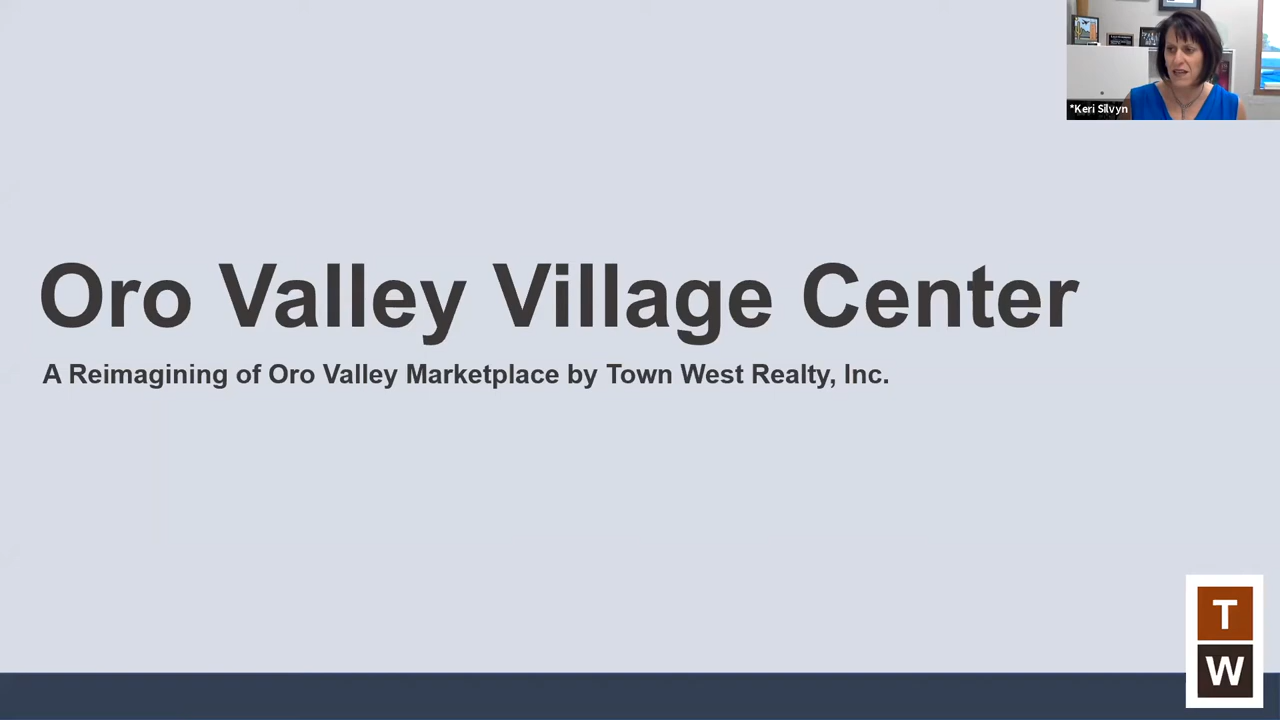 *Keri Silvyn
Oro Valley Village Center
A Reimagining of Oro Valley Marketplace by Town West Realty, Inc.
T
W